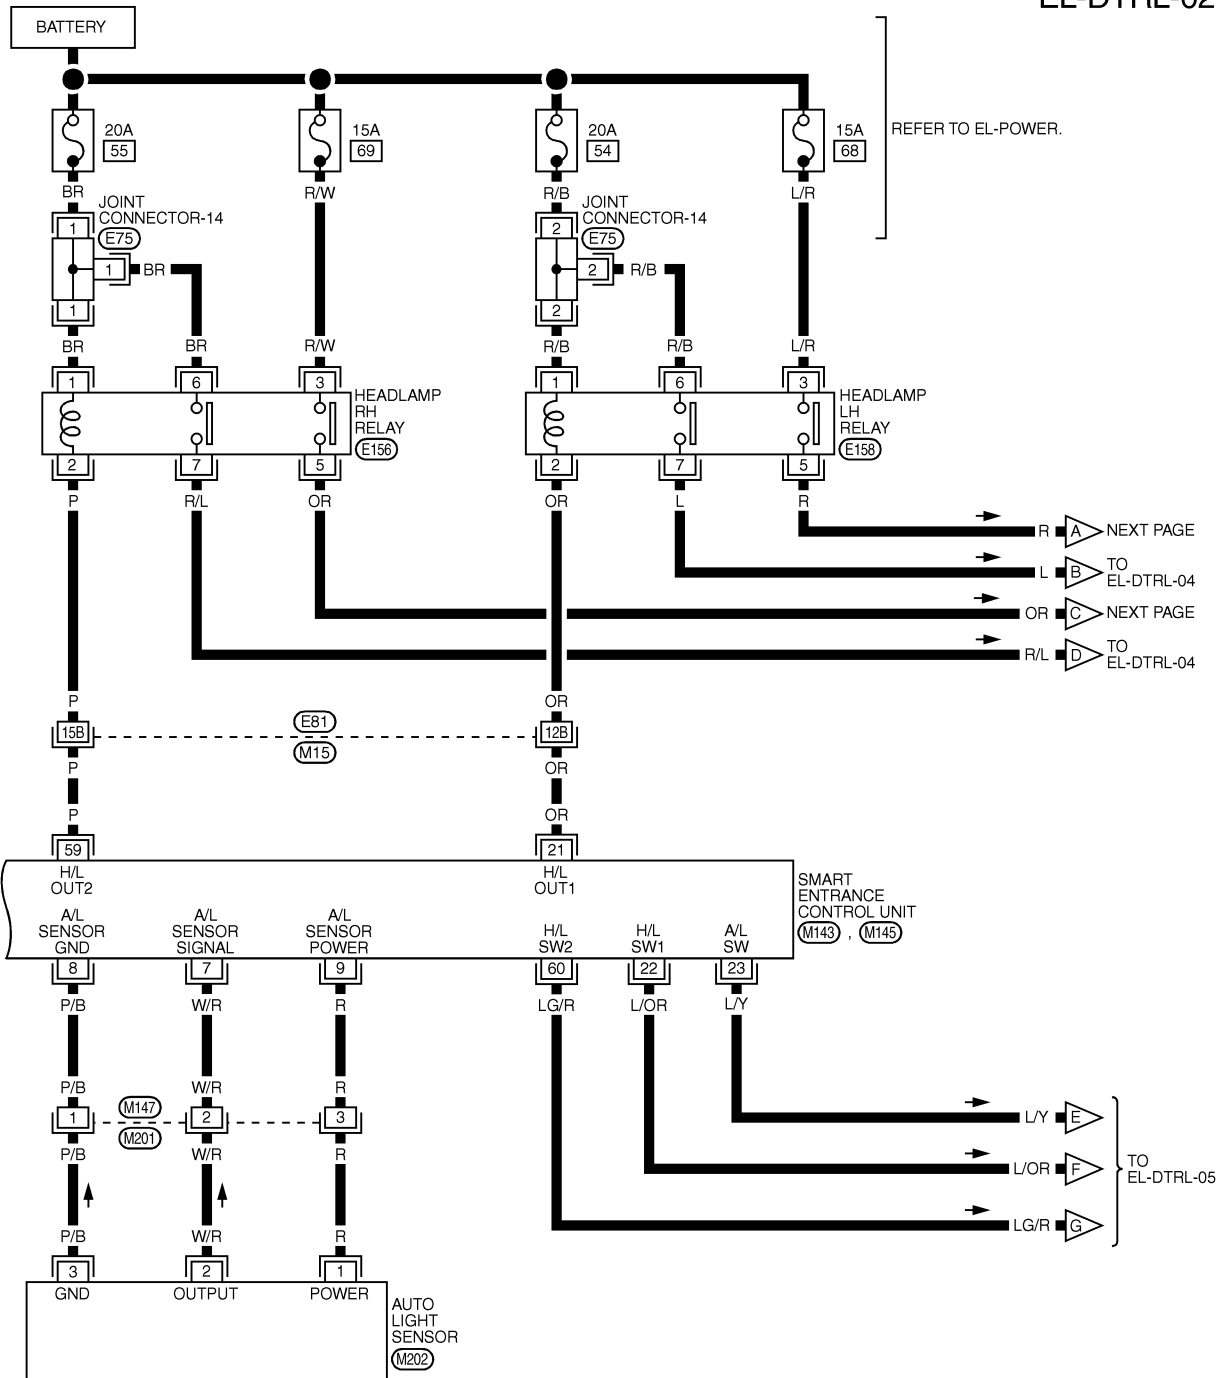 EL-DTRL-02
BATTERY
20A
55
15A
69
20A
54
15A
68
REFER TO EL-POWER.
BR
R/W
R/B
L/R
JOINT
CONNECTOR-14
E75
JOINT
CONNECTOR-14
E75
1
1
BR
1
2
2
R/B
2
BR
BR
R/W
R/B
R/B
L/R
1
6
3
1
6
3
HEADLAMP
RH
RELAY
E156
HEADLAMP
LH
RELAY
E158
2
7
5
2
7
5
P
R/L
OR
OR
L
R
R
A
NEXT PAGE
L
B
TO
EL-DTRL-04
OR
C
NEXT PAGE
R/L
D
TO
EL-DTRL-04
P
OR
15B
E81
M15
12B
P
OR
P
OR
59
21
H/L
OUT2
H/L
OUT1
SMART
ENTRANCE
CONTROL UNIT
M143 , M145
A/L
SENSOR
GND
A/L
SENSOR
SIGNAL
A/L
SENSOR
POWER
H/L
SW2
H/L
SW1
A/L
SW
8
7
9
60
22
23
P/B
W/R
R
LG/R
L/OR
L/Y
P/B
W/R
R
1
M147
M201
2
3
P/B
W/R
R
L/Y
E
L/OR
F
LG/R
G
TO
EL-DTRL-05
P/B
W/R
R
3
2
1
GND
OUTPUT
POWER
AUTO
LIGHT
SENSOR
M202